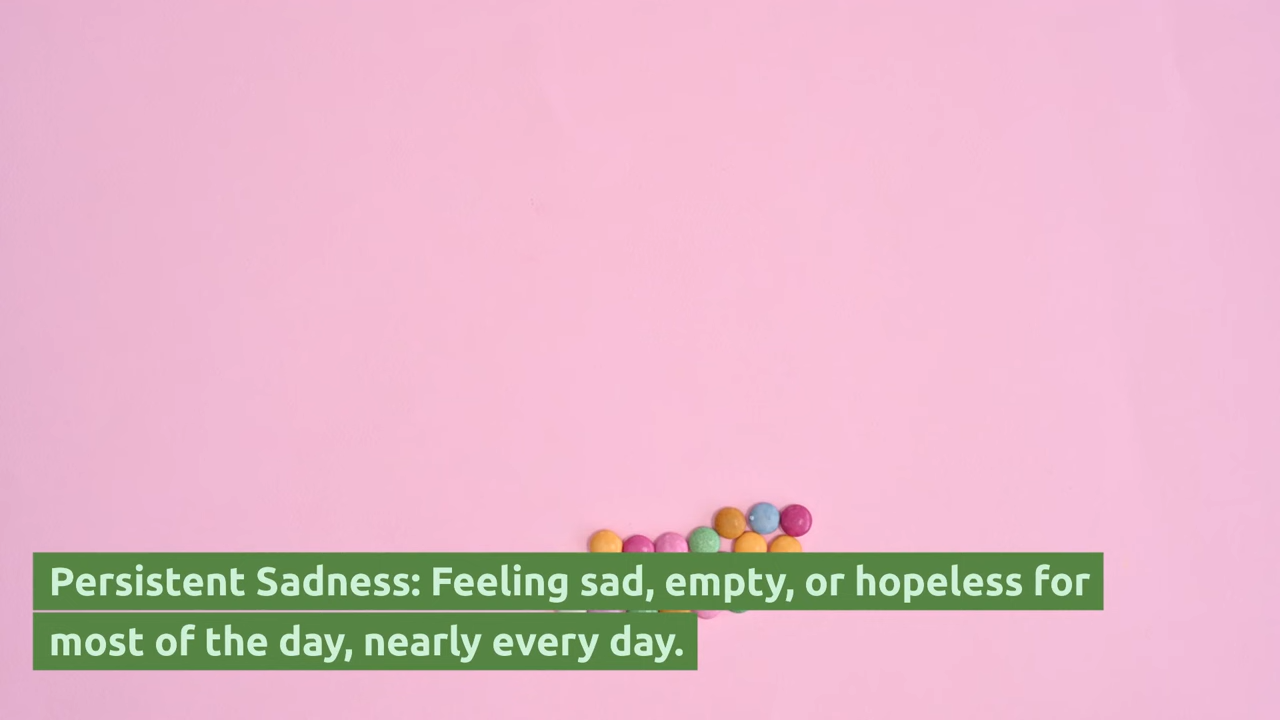 Persistent Sadness: Feeling sad, empty, or hopeless for
most of the day, nearly every day.